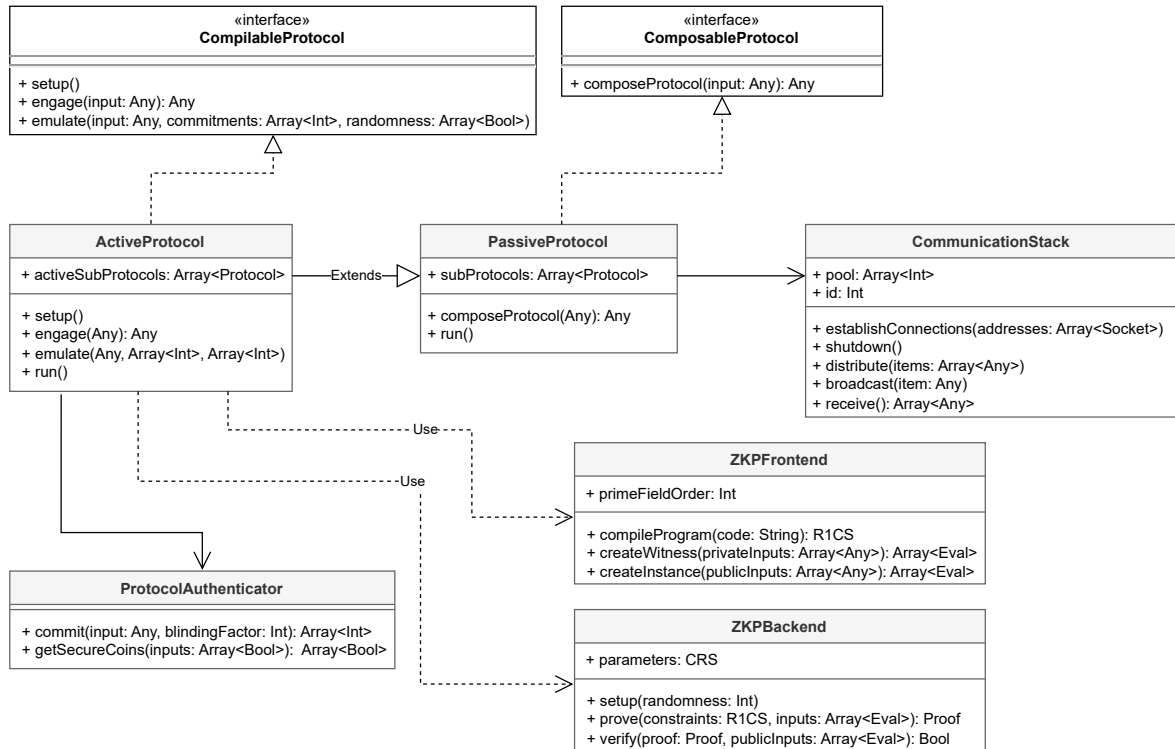 «interface»
CompilableProtocol
+ setup()
+ engage(input: Any): Any
+ emulate(input: Any, commitments: Array<Int>, randomness: Array<Bool>)
«interface»
ComposableProtocol
+ composeProtocol(input: Any): Any
ActiveProtocol
+ activeSubProtocols: Array<Protocol>
+ setup()
+ engage(Any): Any
+ emulate(Any, Array<Int>, Array<Int>)
+ run()
Extends
PassiveProtocol
+ subProtocols: Array<Protocol>
+ composeProtocol(Any): Any
+ run()
CommunicationStack
+ pool: Array<Int>
+ id: Int
+ establishConnections(addresses: Array<Socket>)
+ shutdown()
+ distribute(items: Array<Any>)
+ broadcast(item: Any)
+ receive(): Array<Any>
Use
Use
ZKPFrontend
+ primeFieldOrder: Int
+ compileProgram(code: String): R1CS
+ createWitness(privateInputs: Array<Any>): Array<Eval>
+ createInstance(publicInputs: Array<Any>): Array<Eval>
ProtocolAuthenticator
+ commit(input: Any, blindingFactor: Int): Array<Int>
+ getSecureCoins(inputs: Array<Bool>): Array<Bool>
ZKPBackend
+ parameters: CRS
+ setup(randomness: Int)
+ prove(constraints: R1CS, inputs: Array<Eval>): Proof
+ verify(proof: Proof, publicInputs: Array<Eval>): Bool